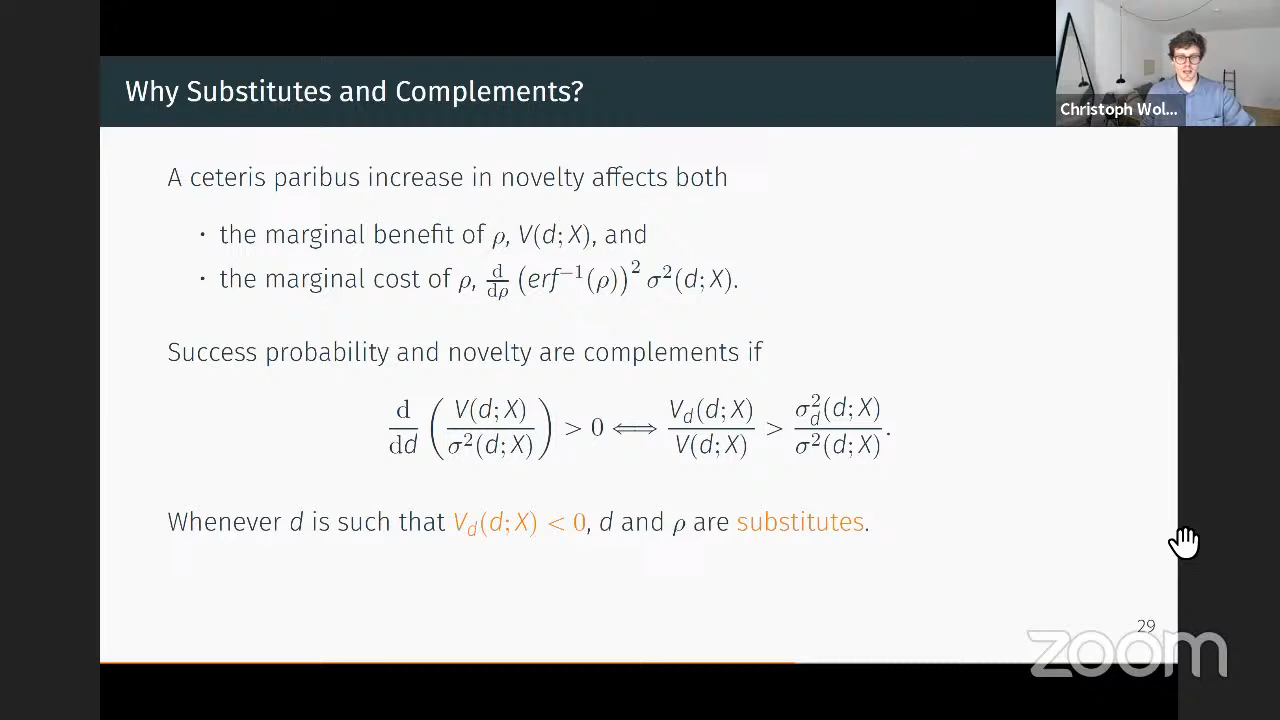 Why Substitutes and Complements?
Christoph Wol...
A ceteris paribus increase in novelty affects both
· the marginal benefit of ρ, V(d; X), and
· the marginal cost of ρ, d/dρ (erf⁻¹(ρ))² σ²(d; X).
Success probability and novelty are complements if
d/dd (V(d; X)/σ²(d; X)) > 0 ⟺ V_d(d; X)/V(d; X) > σ²_d(d; X)/σ²(d; X).
Whenever d is such that V_d(d; X) < 0, d and ρ are substitutes.
29
zoom